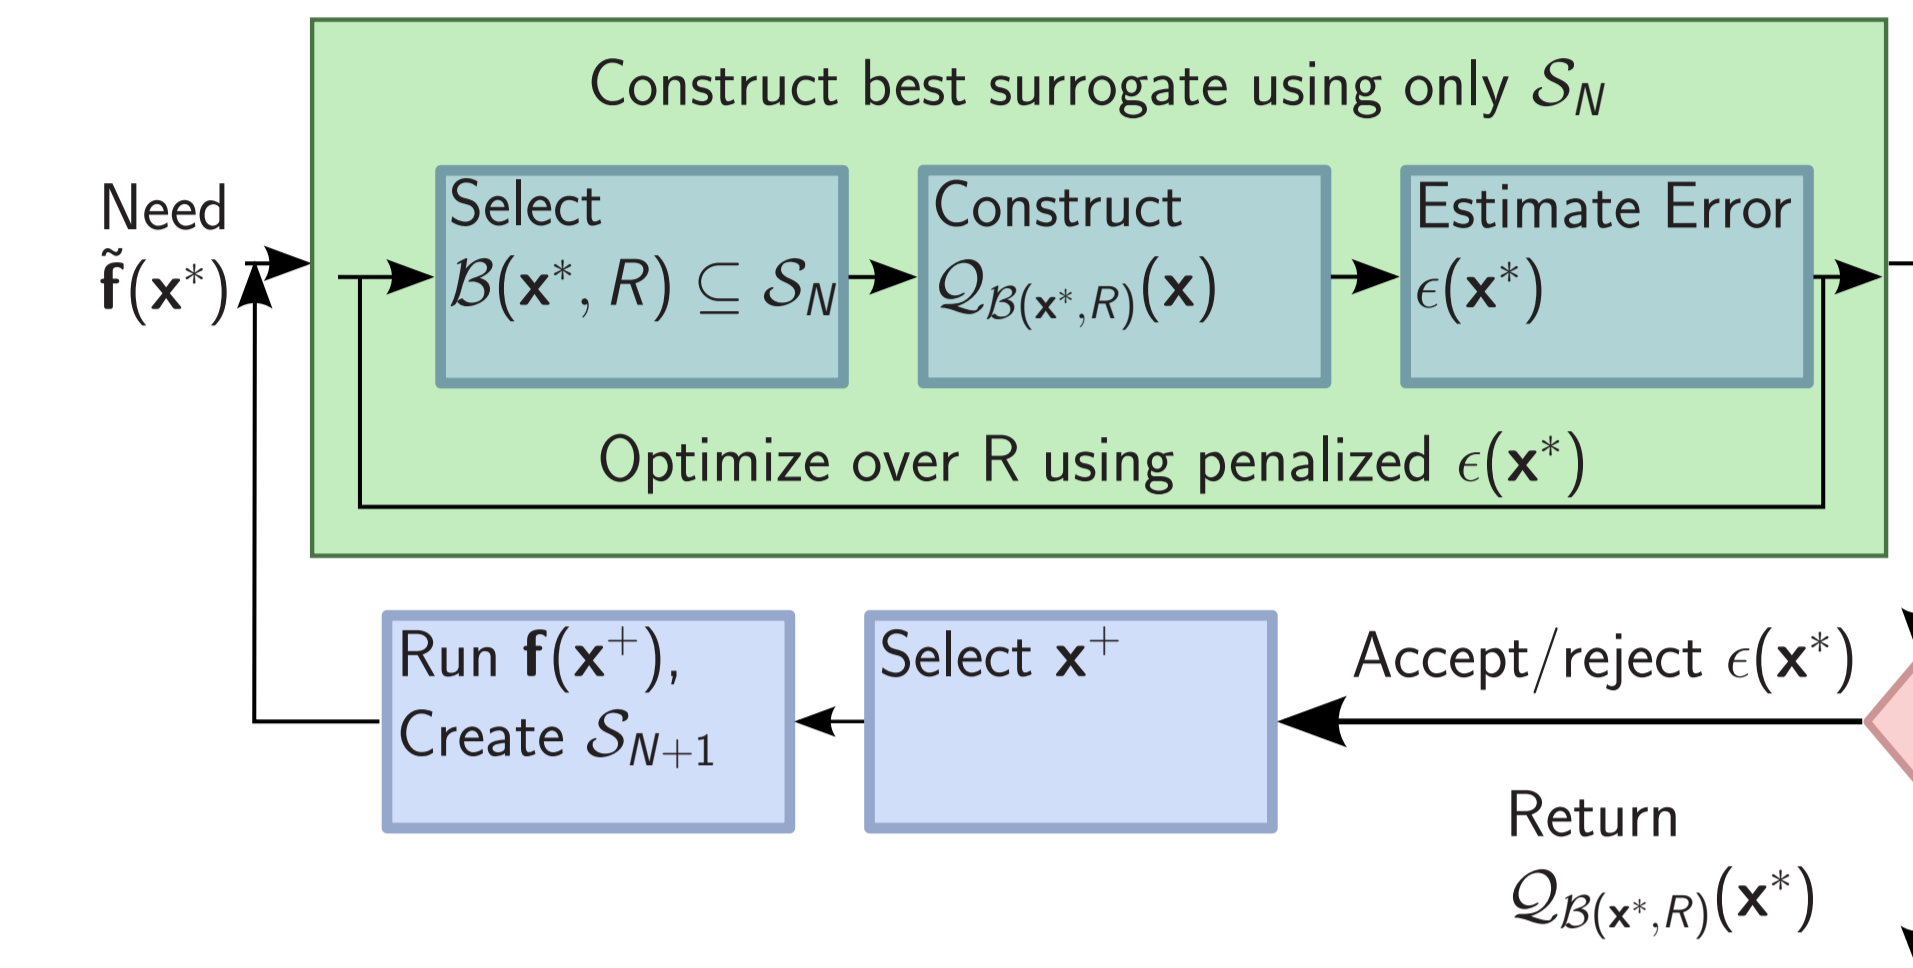 Construct best surrogate using only 𝒮_N
Need
f̃(x*)
Select
ℬ(x*, R) ⊆ 𝒮_N
Construct
𝒬_ℬ(x*,R)(x)
Estimate Error
ϵ(x*)
Optimize over R using penalized ϵ(x*)
Run f(x⁺),
Create 𝒮_N+1
Select x⁺
Accept/reject ϵ(x*)
Return
𝒬_ℬ(x*,R)(x*)